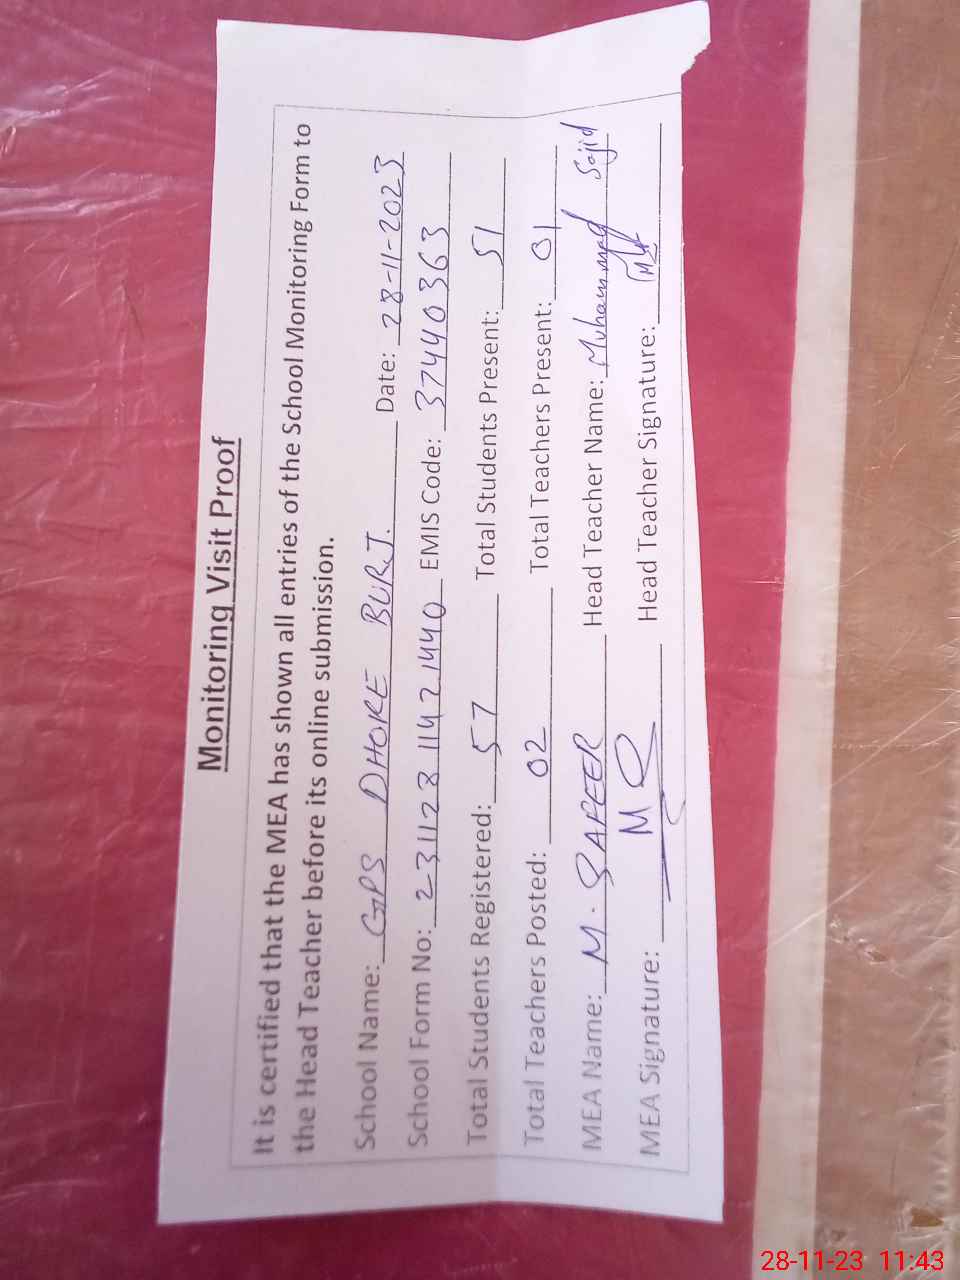 Monitoring Visit Proof
It is certified that the MEA has shown all entries of the School Monitoring Form to
the Head Teacher before its online submission.
School Name: GPS DHORE BURJ. Date: 28-11-2023
School Form No: 23112811421440 EMIS Code: 37440363
Total Students Registered: 57 Total Students Present: 51
Total Teachers Posted: 02 Total Teachers Present: 01
MEA Name: M. SAFEER Head Teacher Name: Muhammad Sajid
MEA Signature: Head Teacher Signature:
28-11-23 11:43